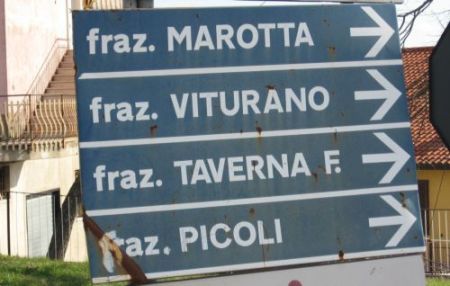 fraz. MAROTTA
fraz. VITURANO
fraz. TAVERNA F.
fraz. PICOLI